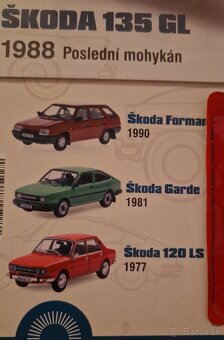 ŠKODA 135 GL
1988 Poslední mohykán
Škoda Forman
1990
Škoda Garde
1981
Škoda 120 LS
1977